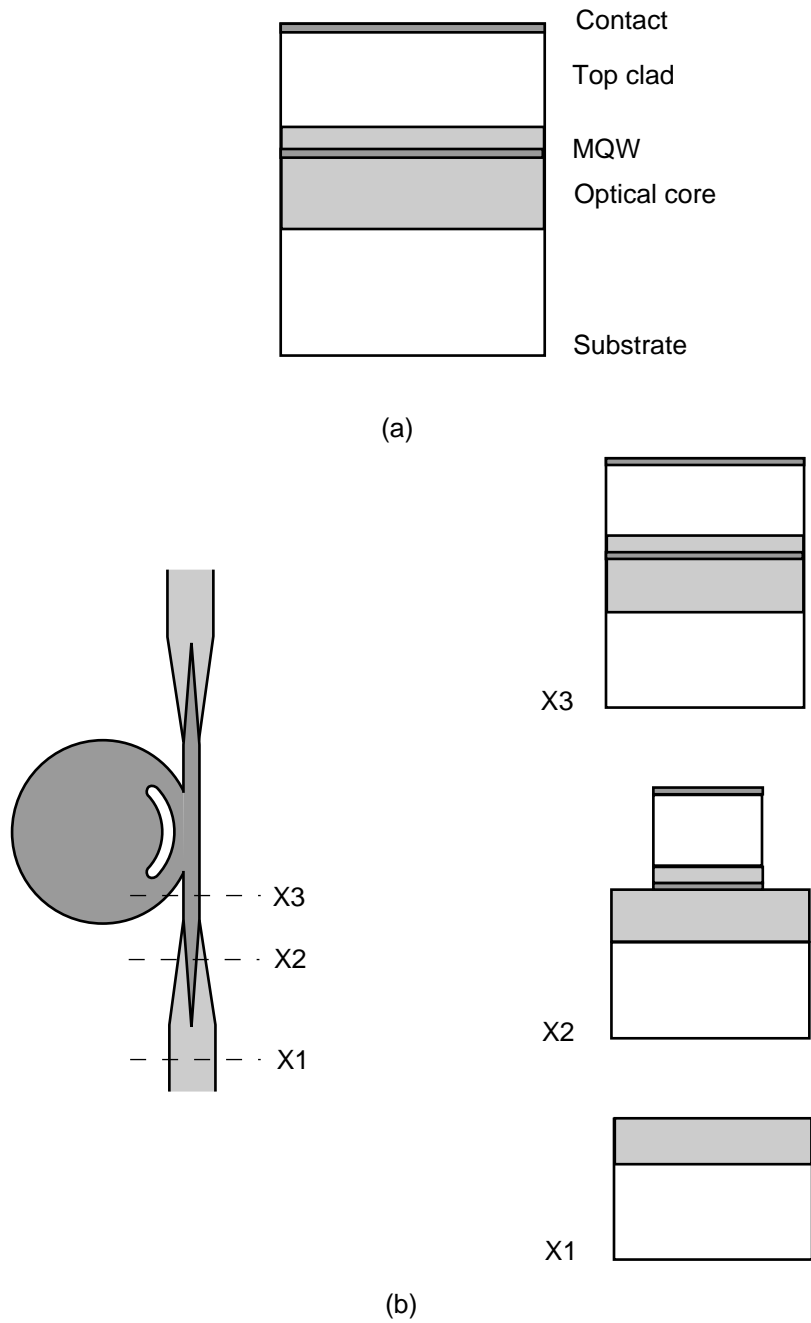 Contact
Top clad
MQW
Optical core
Substrate
(a)
X3
X3
X2
X2
X1
X1
(b)